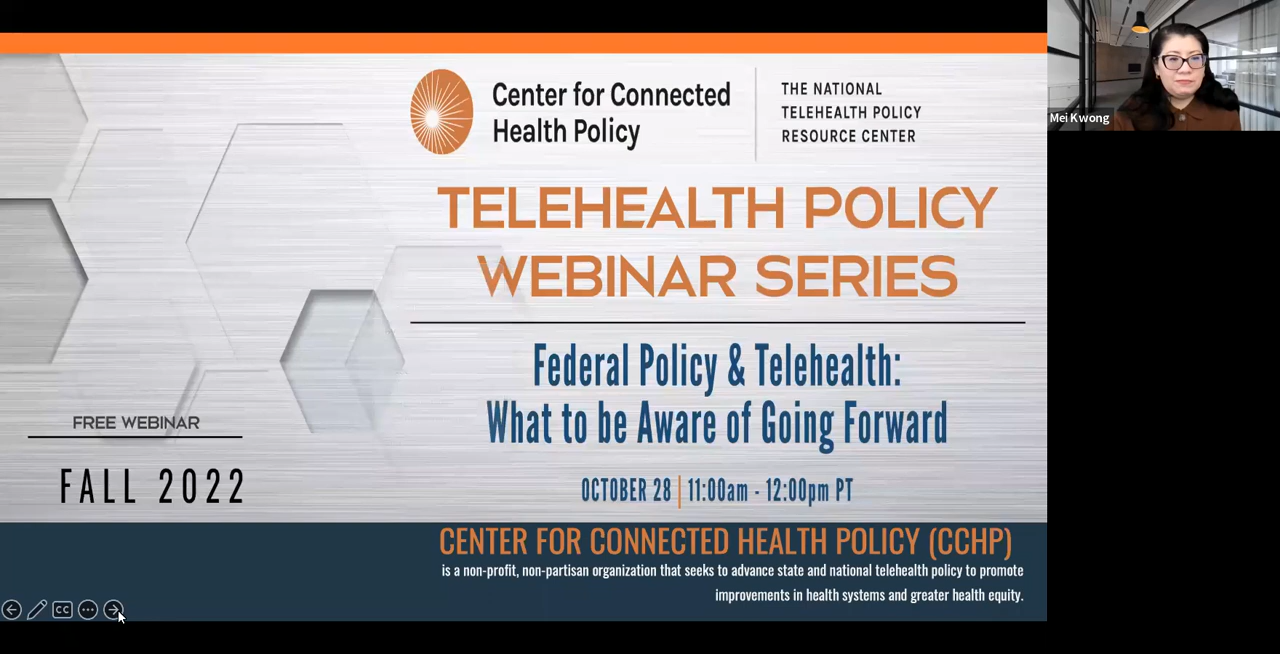 Center for Connected
Health Policy
THE NATIONAL
TELEHEALTH POLICY
RESOURCE CENTER
TELEHEALTH POLICY
WEBINAR SERIES
Federal Policy & Telehealth:
What to be Aware of Going Forward
OCTOBER 28 | 11:00am - 12:00pm PT
FREE WEBINAR
FALL 2022
CENTER FOR CONNECTED HEALTH POLICY (CCHP)
is a non-profit, non-partisan organization that seeks to advance state and national telehealth policy to promote
improvements in health systems and greater health equity.
CC
Mei Kwong